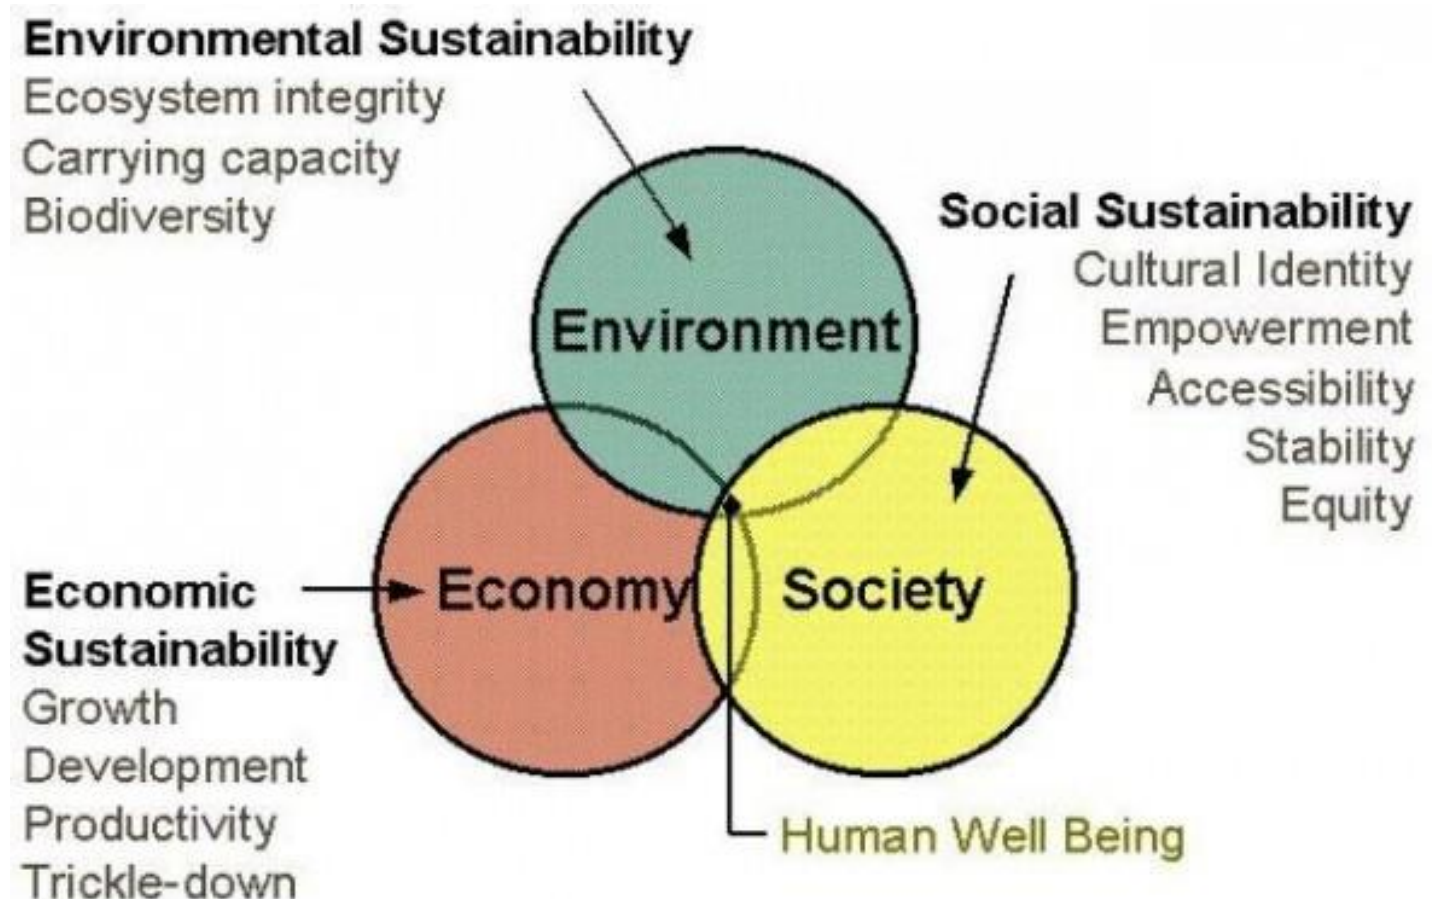 Environmental Sustainability
Ecosystem integrity
Carrying capacity
Biodiversity
Social Sustainability
Cultural Identity
Empowerment
Accessibility
Stability
Equity
Environment
Economic
Sustainability
Growth
Development
Productivity
Trickle-down
Economy
Society
Human Well Being